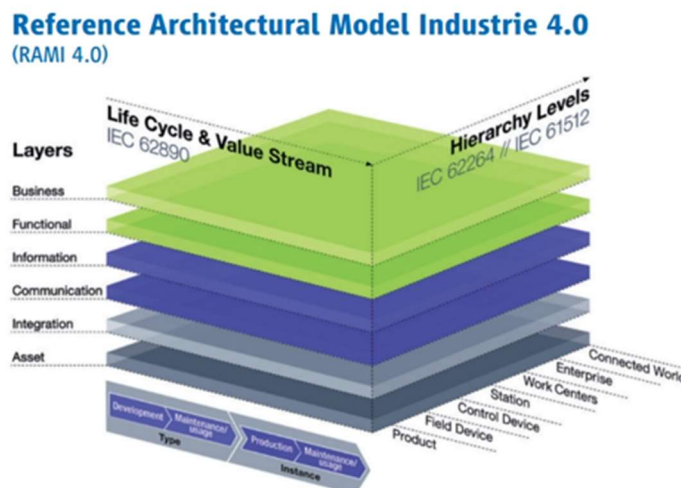 Reference Architectural Model Industrie 4.0
(RAMI 4.0)
Life Cycle & Value Stream
IEC 62890
Hierarchy Levels
IEC 62264 // IEC 61512
Layers
Business
Functional
Information
Communication
Integration
Asset
Development
Maintenance/
usage
Type
Production
Maintenance/
usage
Instance
Connected World
Enterprise
Work Centers
Station
Control Device
Field Device
Product